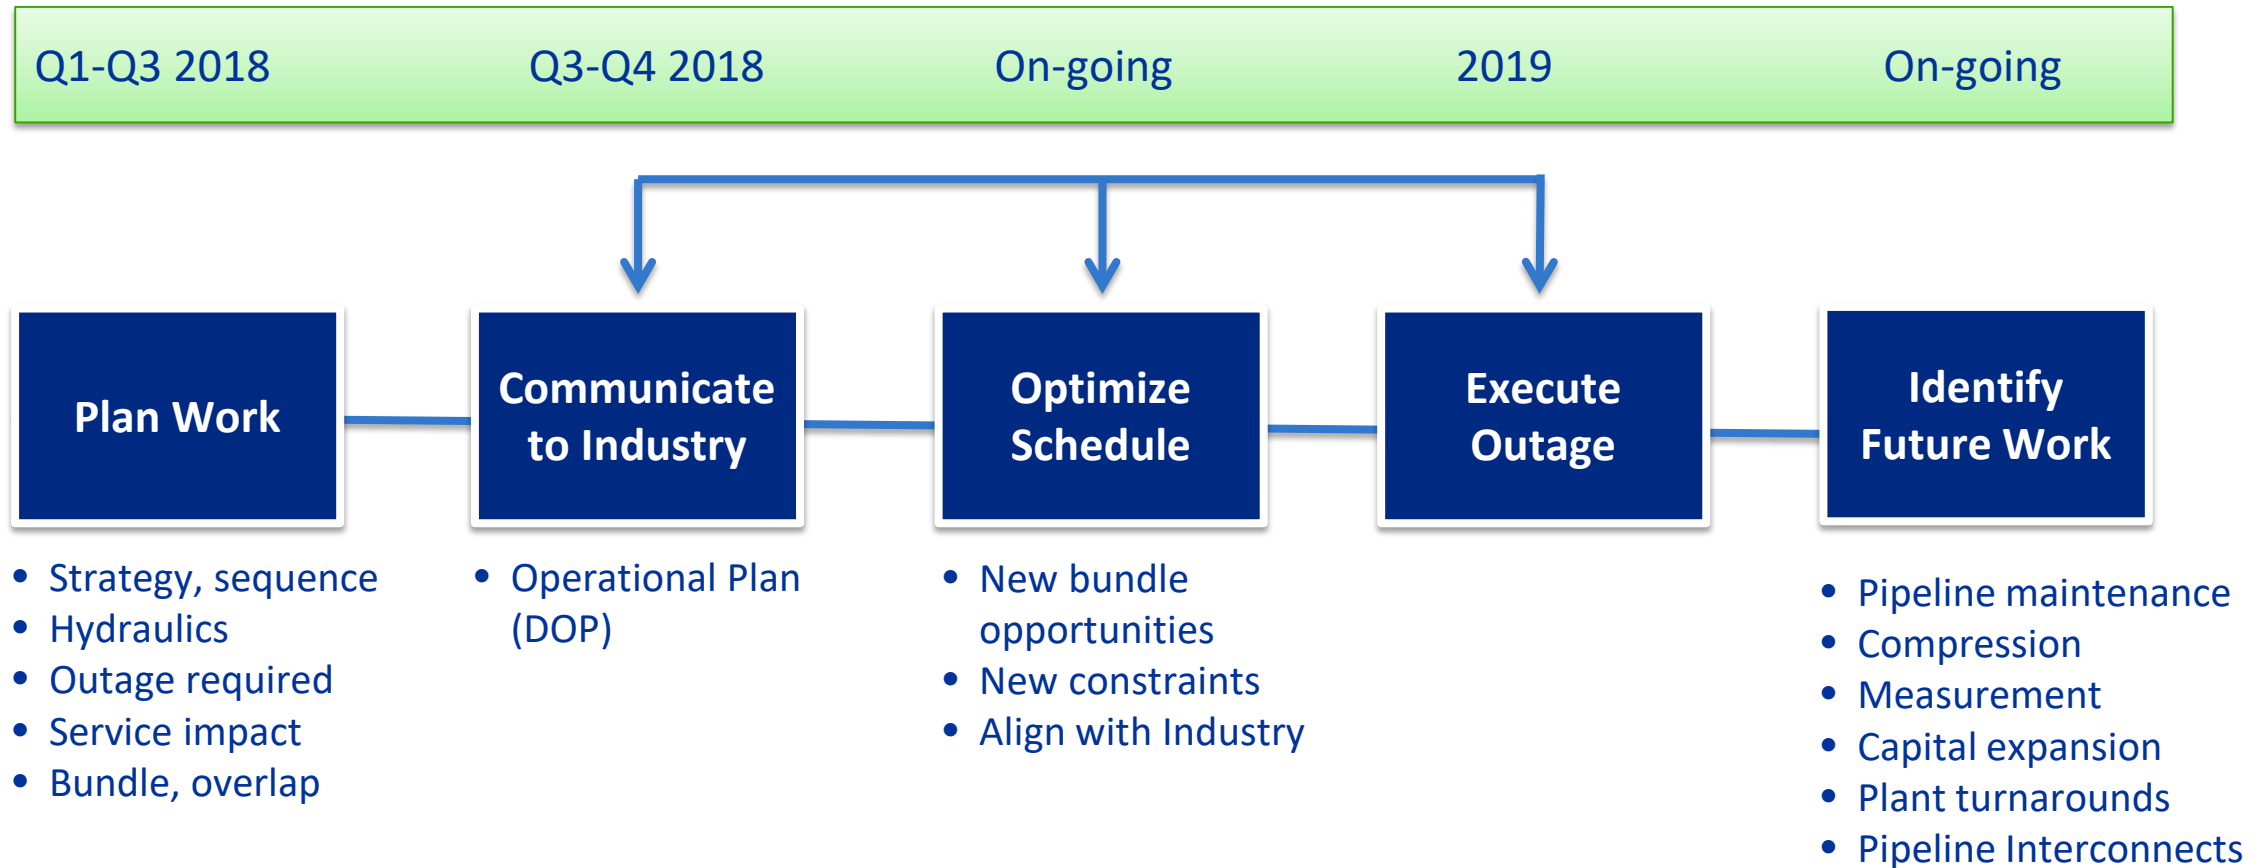 Q1-Q3 2018
Q3-Q4 2018
On-going
2019
On-going
Plan Work
Communicate
to Industry
Optimize
Schedule
Execute
Outage
Identify
Future Work
• Strategy, sequence
• Hydraulics
• Outage required
• Service impact
• Bundle, overlap
• Operational Plan
(DOP)
• New bundle
opportunities
• New constraints
• Align with Industry
• Pipeline maintenance
• Compression
• Measurement
• Capital expansion
• Plant turnarounds
• Pipeline Interconnects